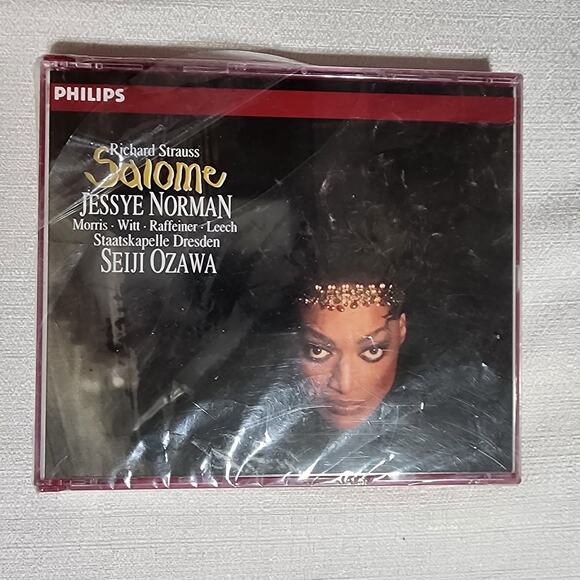 PHILIPS
Richard Strauss
Salome
JESSYE NORMAN
Morris · Witt · Raffeiner · Leech
Staatskapelle Dresden
SEIJI OZAWA